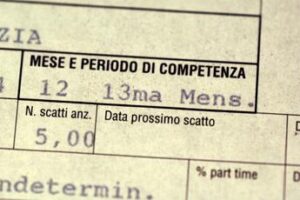 ZIA
MESE E PERIODO DI COMPETENZA
12 13ma Mens.
N. scatti anz.
Data prossimo scatto
5,00
% part time
ndetermin.